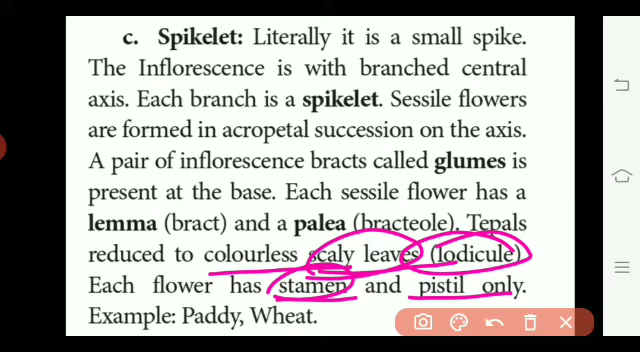 c. Spikelet: Literally it is a small spike.
The Inflorescence is with branched central
axis. Each branch is a spikelet. Sessile flowers
are formed in acropetal succession on the axis.
A pair of inflorescence bracts called glumes is
present at the base. Each sessile flower has a
lemma (bract) and a palea (bracteole). Tepals
reduced to colourless scaly leaves (lodicule)
Each flower has stamen and pistil only.
Example: Paddy, Wheat.